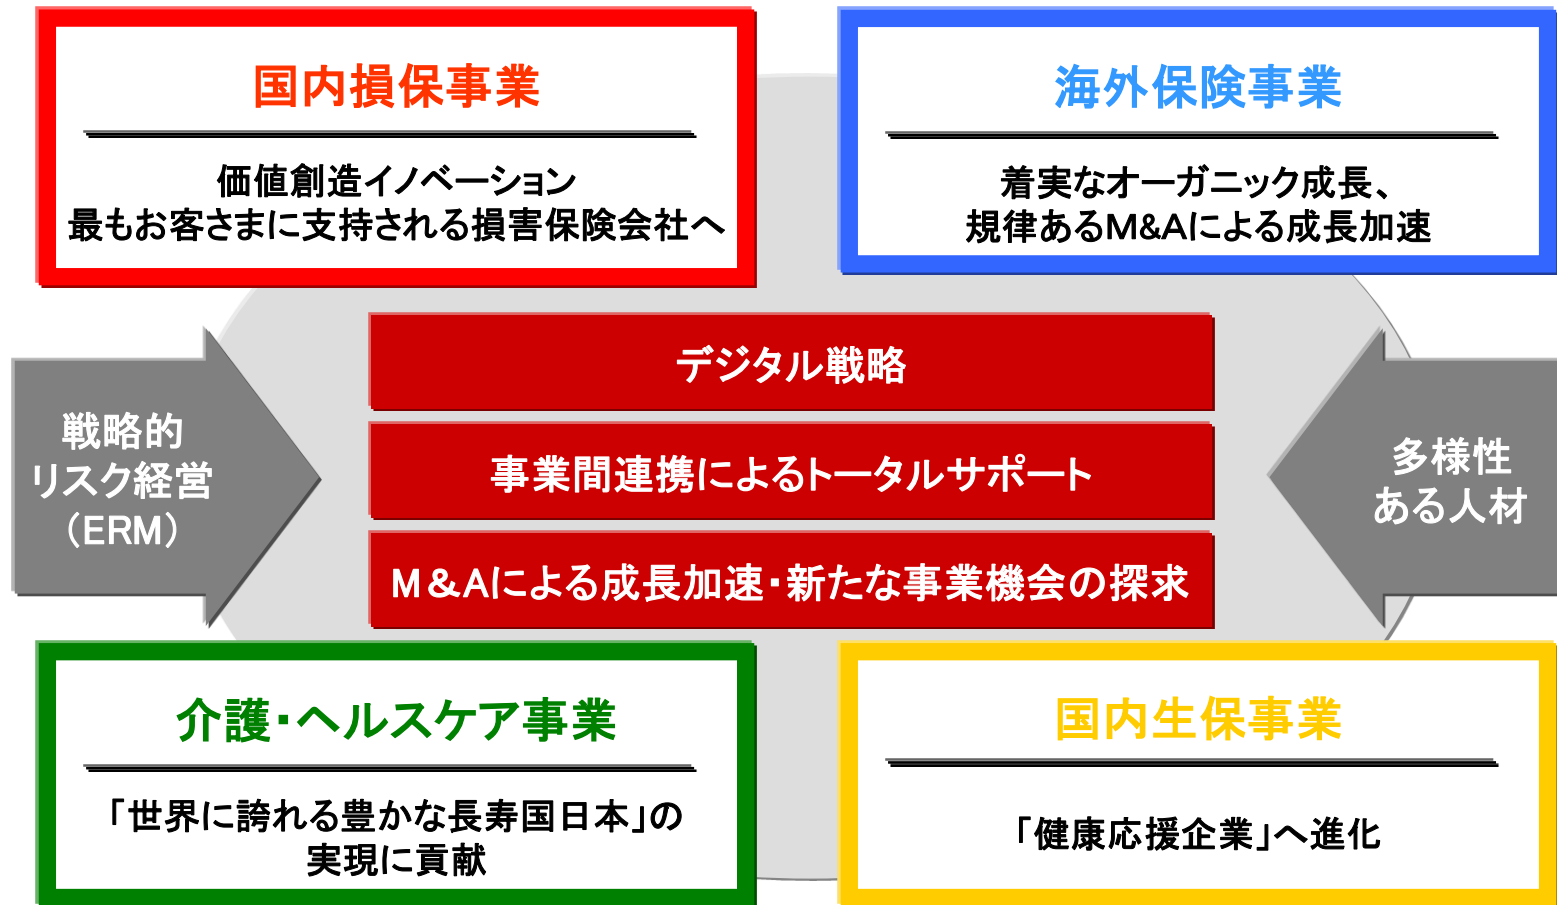 国内損保事業
価値創造イノベーション
最もお客さまに支持される損害保険会社へ
海外保険事業
着実なオーガニック成長、
規律あるM&Aによる成長加速
戦略的
リスク経営
（ERM）
デジタル戦略
事業間連携によるトータルサポート
M＆Aによる成長加速・新たな事業機会の探求
多様性
ある人材
介護・ヘルスケア事業
「世界に誇れる豊かな長寿国日本」の
実現に貢献
国内生保事業
「健康応援企業」へ進化